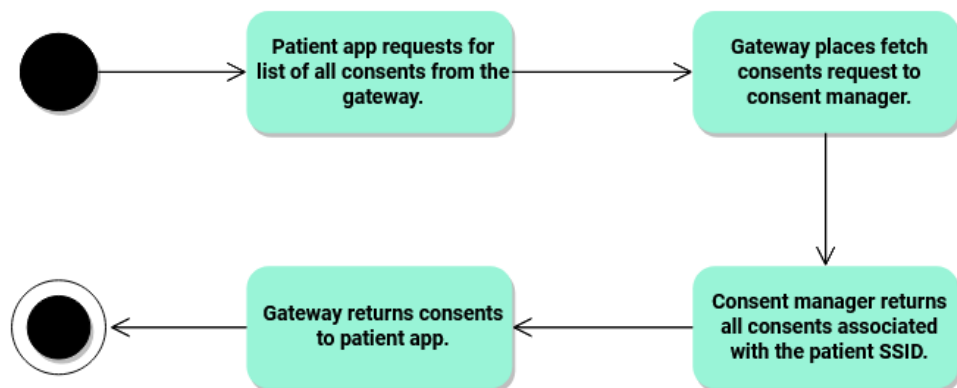 Patient app requests for
list of all consents from the
gateway.
Gateway places fetch
consents request to
consent manager.
Consent manager returns
all consents associated
with the patient SSID.
Gateway returns consents
to patient app.